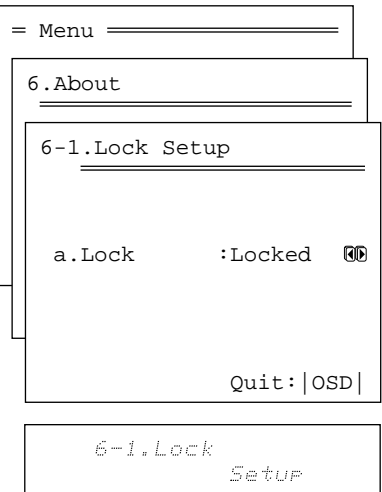 = Menu
6.About
6-1.Lock Setup
a.Lock :Locked
Quit:|OSD|
6-1.Lock
Setup